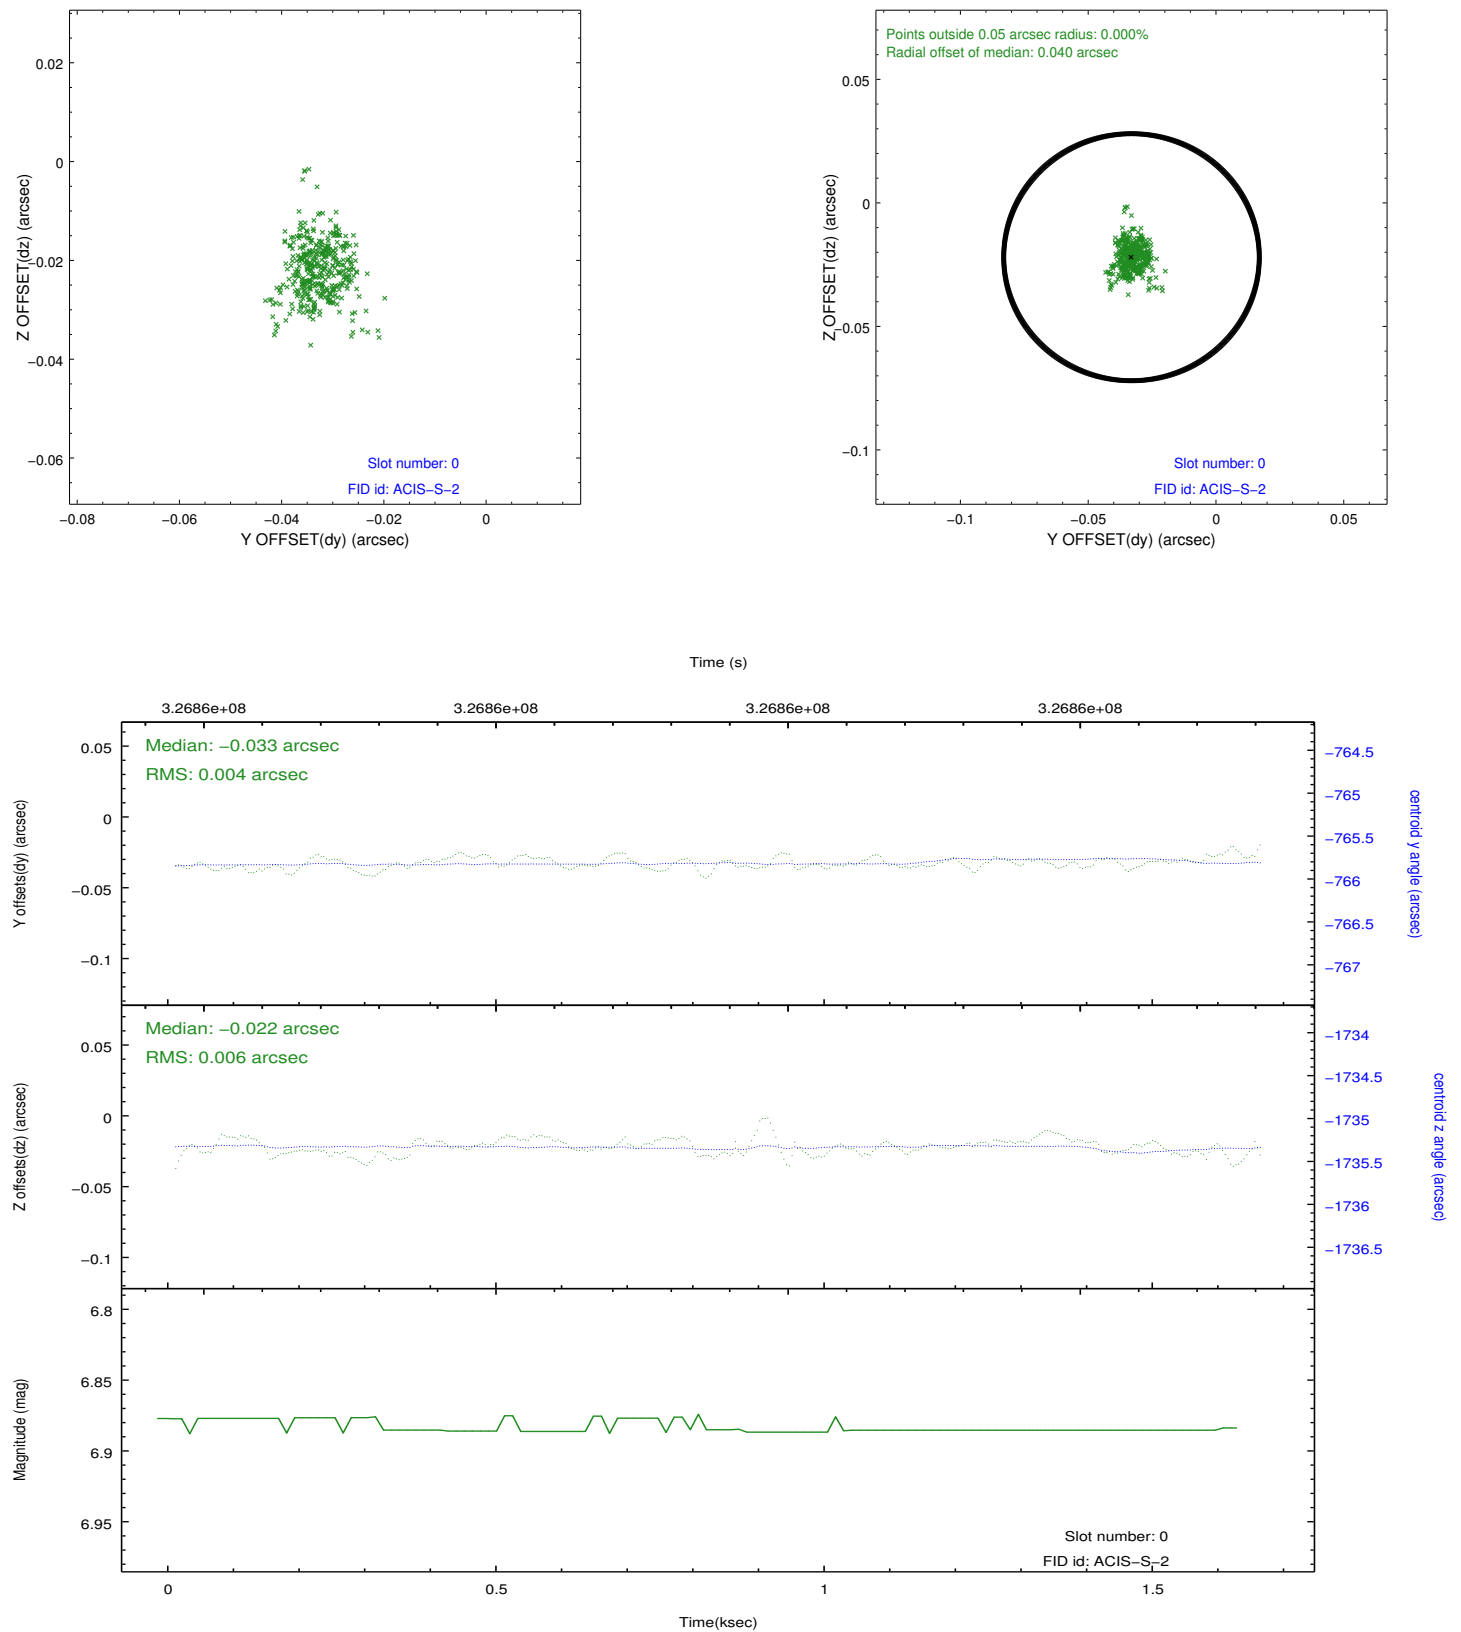 0.02
0
−0.02
−0.04
−0.06
Z OFFSET(dz) (arcsec)
Slot number: 0
FID id: ACIS−S−2
−0.08
−0.06
−0.04
−0.02
0
Y OFFSET(dy) (arcsec)
Points outside 0.05 arcsec radius: 0.000%
Radial offset of median: 0.040 arcsec
0.05
0
−0.05
−0.1
Z OFFSET(dz) (arcsec)
Slot number: 0
FID id: ACIS−S−2
−0.1
−0.05
0
0.05
Y OFFSET(dy) (arcsec)
Time (s)
3.2686e+08
3.2686e+08
3.2686e+08
3.2686e+08
Median: −0.033 arcsec
RMS: 0.004 arcsec
0.05
0
−0.05
−0.1
Y offsets(dy) (arcsec)
−764.5
−765
−765.5
−766
−766.5
−767
centroid y angle (arcsec)
Median: −0.022 arcsec
RMS: 0.006 arcsec
0.05
0
−0.05
−0.1
Z offsets(dz) (arcsec)
−1734
−1734.5
−1735
−1735.5
−1736
−1736.5
centroid z angle (arcsec)
6.8
6.85
6.9
6.95
Magnitude (mag)
Slot number: 0
FID id: ACIS−S−2
0
0.5
1
1.5
Time(ksec)